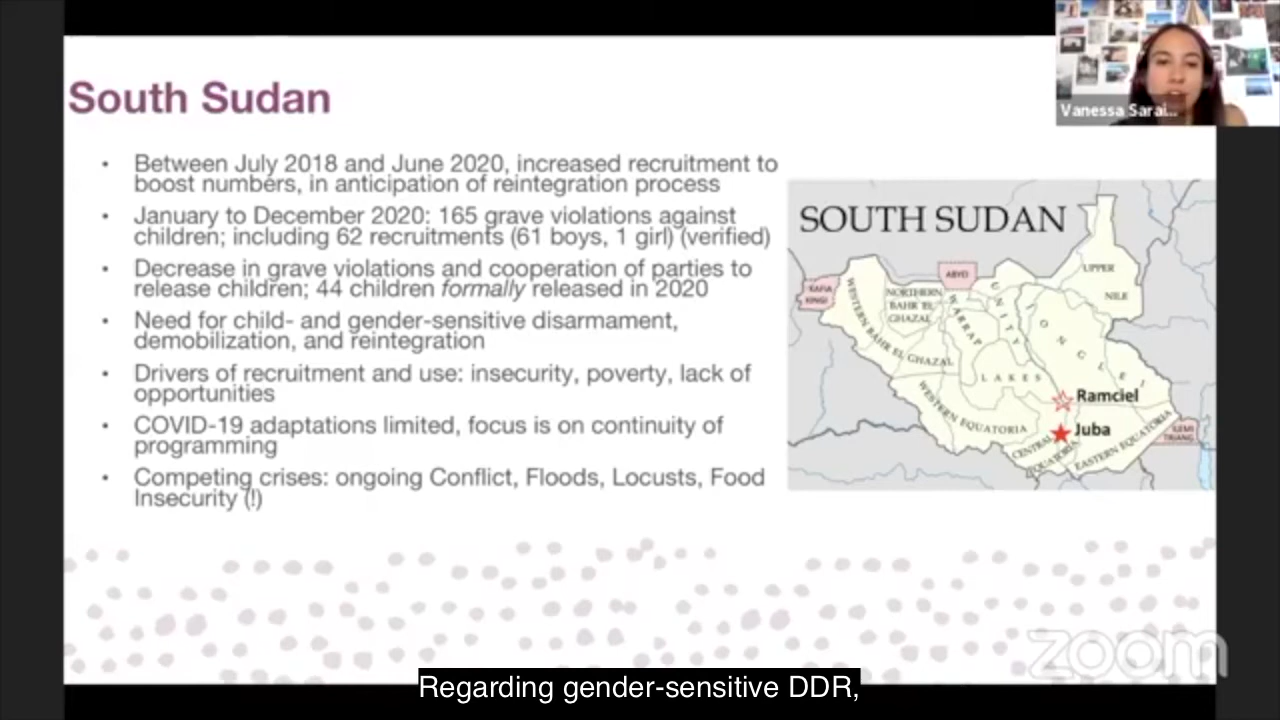 South Sudan
Vanessa Sarai...
• Between July 2018 and June 2020, increased recruitment to
boost numbers, in anticipation of reintegration process
• January to December 2020: 165 grave violations against
children; including 62 recruitments (61 boys, 1 girl) (verified)
• Decrease in grave violations and cooperation of parties to
release children; 44 children formally released in 2020
• Need for child- and gender-sensitive disarmament,
demobilization, and reintegration
• Drivers of recruitment and use: insecurity, poverty, lack of
opportunities
• COVID-19 adaptations limited, focus is on continuity of
programming
• Competing crises: ongoing Conflict, Floods, Locusts, Food
Insecurity (!)
SOUTH SUDAN
UPPER
NILE
ABYEI
KAFIA
KINGI
NORTHERN
BAHR EL
GHAZAL
WESTERN BAHR EL GHAZAL
WARRAP
UNITY
JONGLEI
LAKES
WESTERN EQUATORIA
CENTRAL
EQUATORIA
EASTERN EQUATORIA
ILEMI
TRIANG.
Ramciel
Juba
zoom
Regarding gender-sensitive DDR,